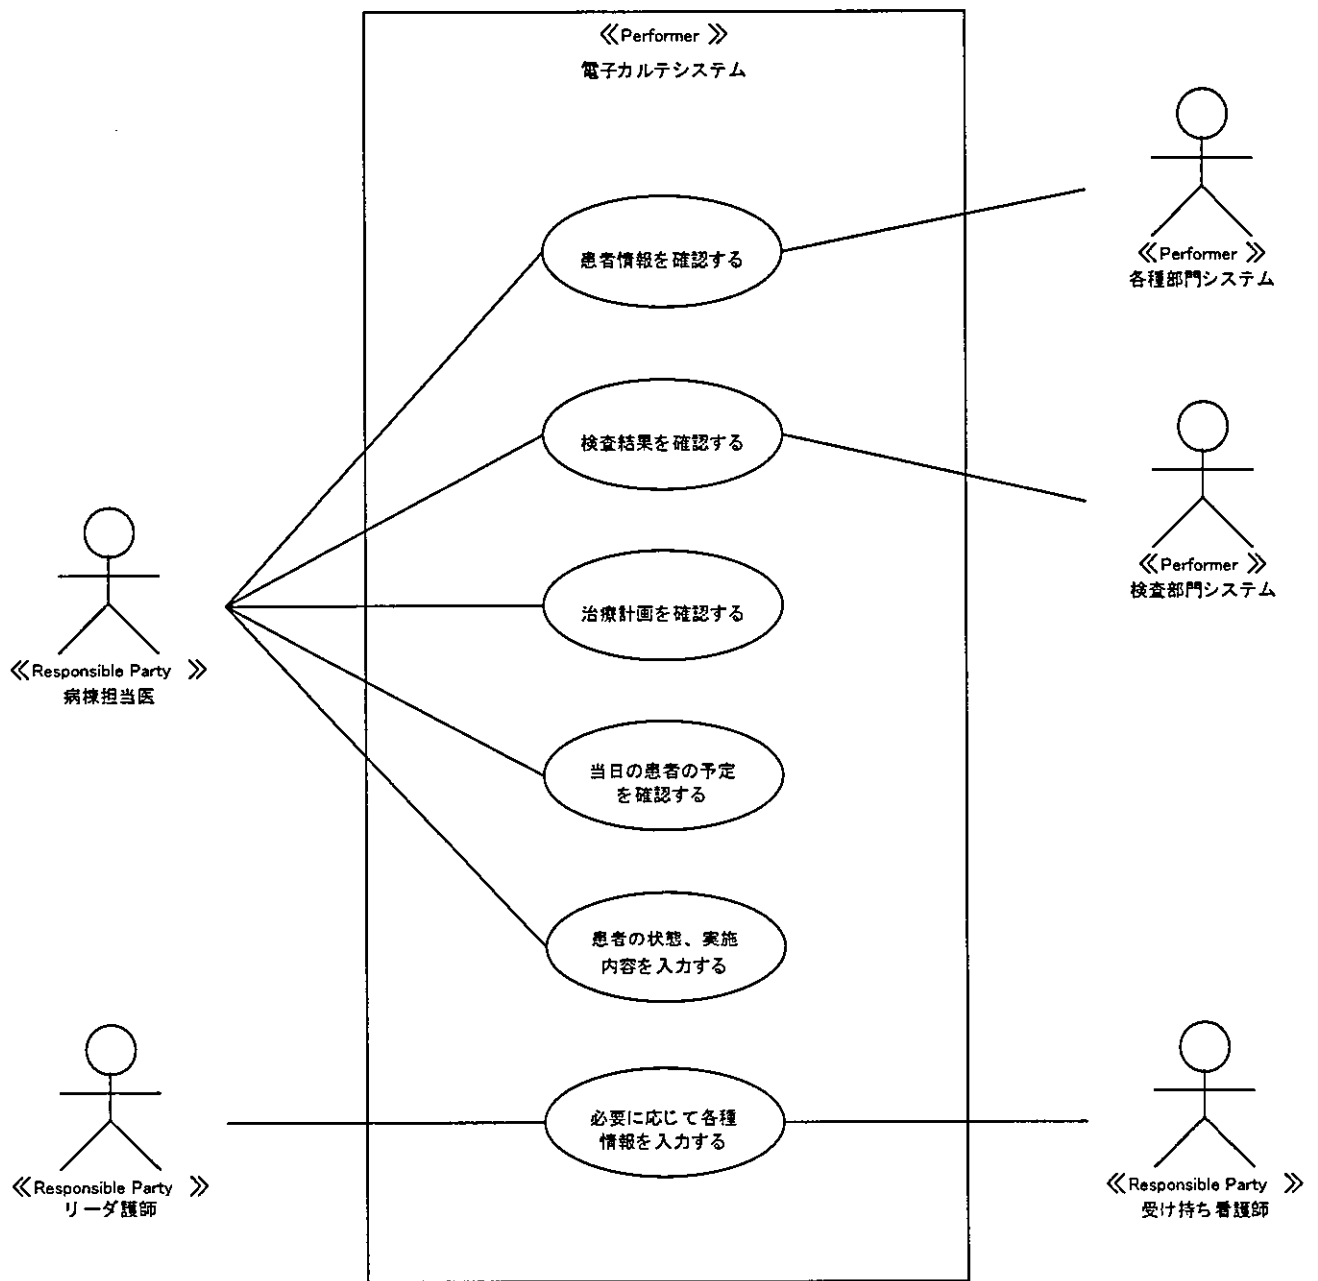 ≪Performer ≫
電子カルテシステム
≪Performer ≫
各種部門システム
患者情報を確認する
検査結果を確認する
≪Performer ≫
検査部門システム
治療計画を確認する
≪Responsible Party ≫
病棟担当医
当日の患者の予定
を確認する
患者の状態、実施
内容を入力する
必要に応じて各種
情報を入力する
≪Responsible Party ≫
リーダ護師
≪Responsible Party ≫
受け持ち看護師